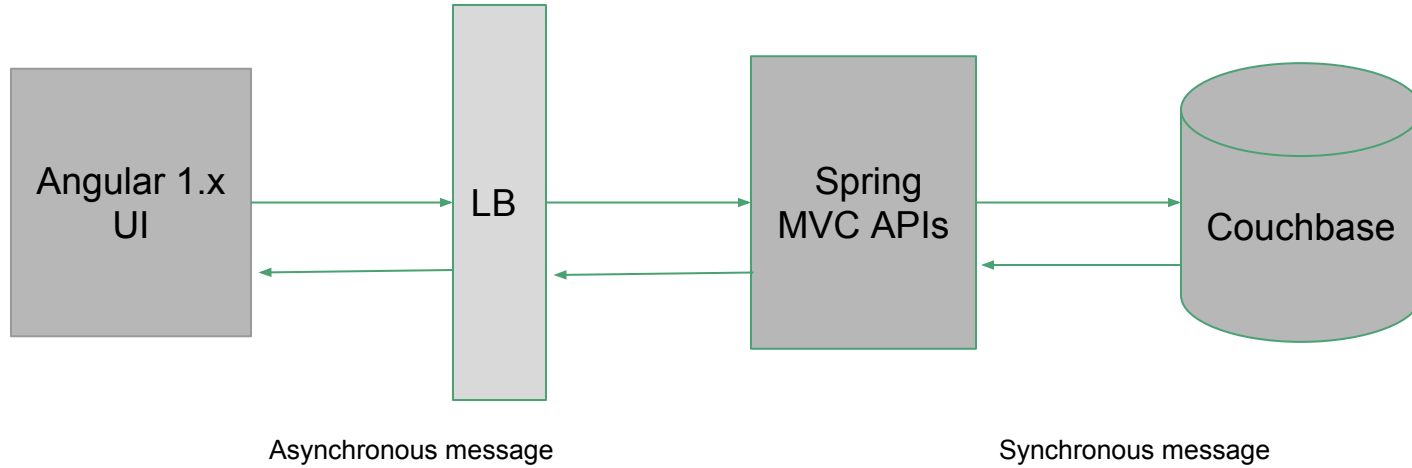 Angular 1.x
UI
LB
Spring
MVC APIs
Couchbase
Asynchronous message
Synchronous message